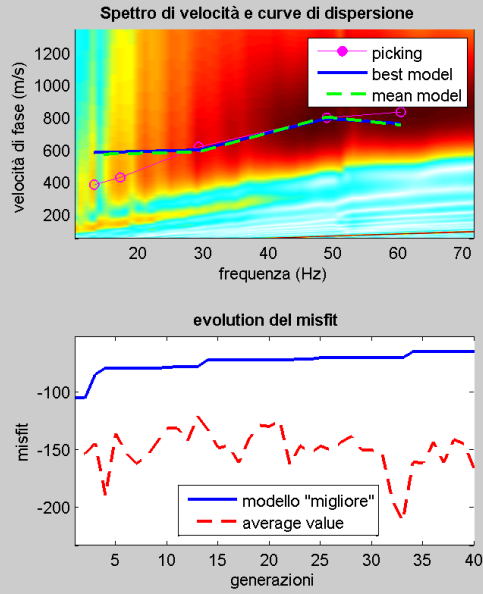 Spettro di velocità e curve di dispersione
velocità di fase (m/s)
1200
1000
800
600
400
200
picking
best model
mean model
20
30
40
50
60
70
frequenza (Hz)
evolution del misfit
misfit
-100
-150
-200
modello "migliore"
average value
5
10
15
20
25
30
35
40
generazioni